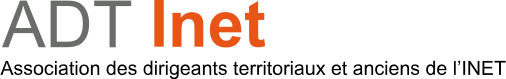 ADT Inet
Association des dirigeants territoriaux et anciens de l'INET